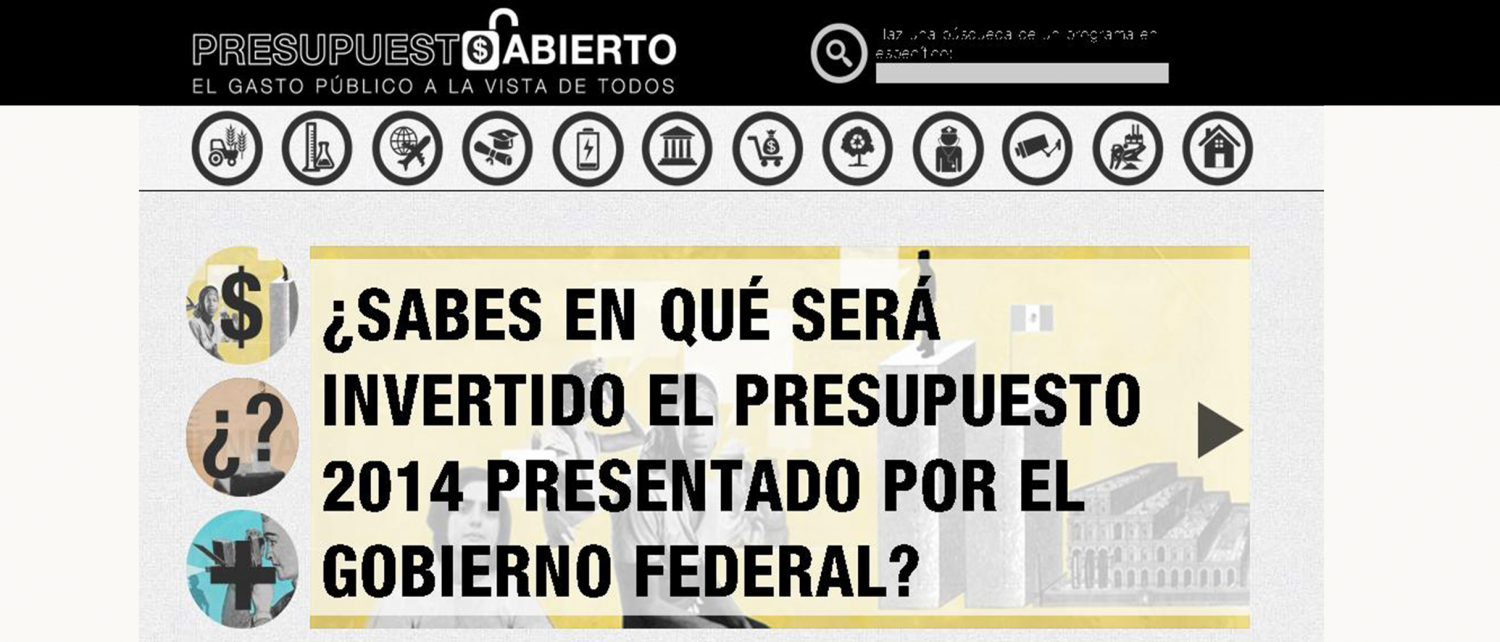 PRESUPUESTO ABIERTO
EL GASTO PÚBLICO A LA VISTA DE TODOS
Haz una búsqueda de un programa en
específico:
$
¿?
+
¿SABES EN QUÉ SERÁ
INVERTIDO EL PRESUPUESTO
2014 PRESENTADO POR EL
GOBIERNO FEDERAL?